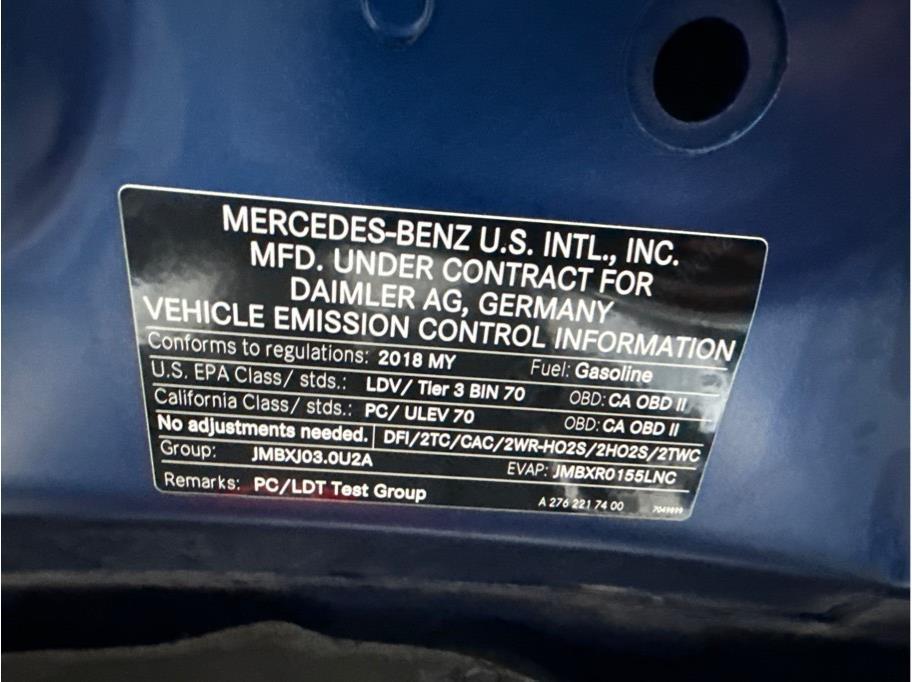 MERCEDES-BENZ U.S. INTL., INC.
MFD. UNDER CONTRACT FOR
DAIMLER AG, GERMANY
VEHICLE EMISSION CONTROL INFORMATION
Conforms to regulations: 2018 MY Fuel: Gasoline
U.S. EPA Class/ stds.: LDV/ Tier 3 BIN 70 OBD: CA OBD II
California Class/ stds.: PC/ ULEV 70 OBD: CA OBD II
No adjustments needed. DFI/2TC/CAC/2WR-HO2S/2HO2S/2TWC
Group: JMBXJ03.0U2A EVAP: JMBXR0155LNC
Remarks: PC/LDT Test Group A 276 221 74 00